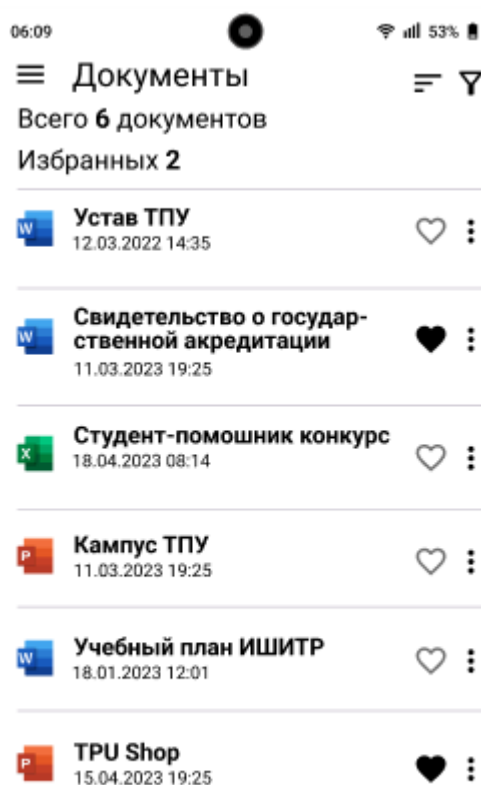 06:09
53%
Документы
Всего 6 документов
Избранных 2
W
Устав ТПУ
12.03.2022 14:35
W
Свидетельство о государ-
ственной акредитации
11.03.2023 19:25
X
Студент-помошник конкурс
18.04.2023 08:14
P
Кампус ТПУ
11.03.2023 19:25
W
Учебный план ИШИТР
18.01.2023 12:01
P
TPU Shop
15.04.2023 19:25